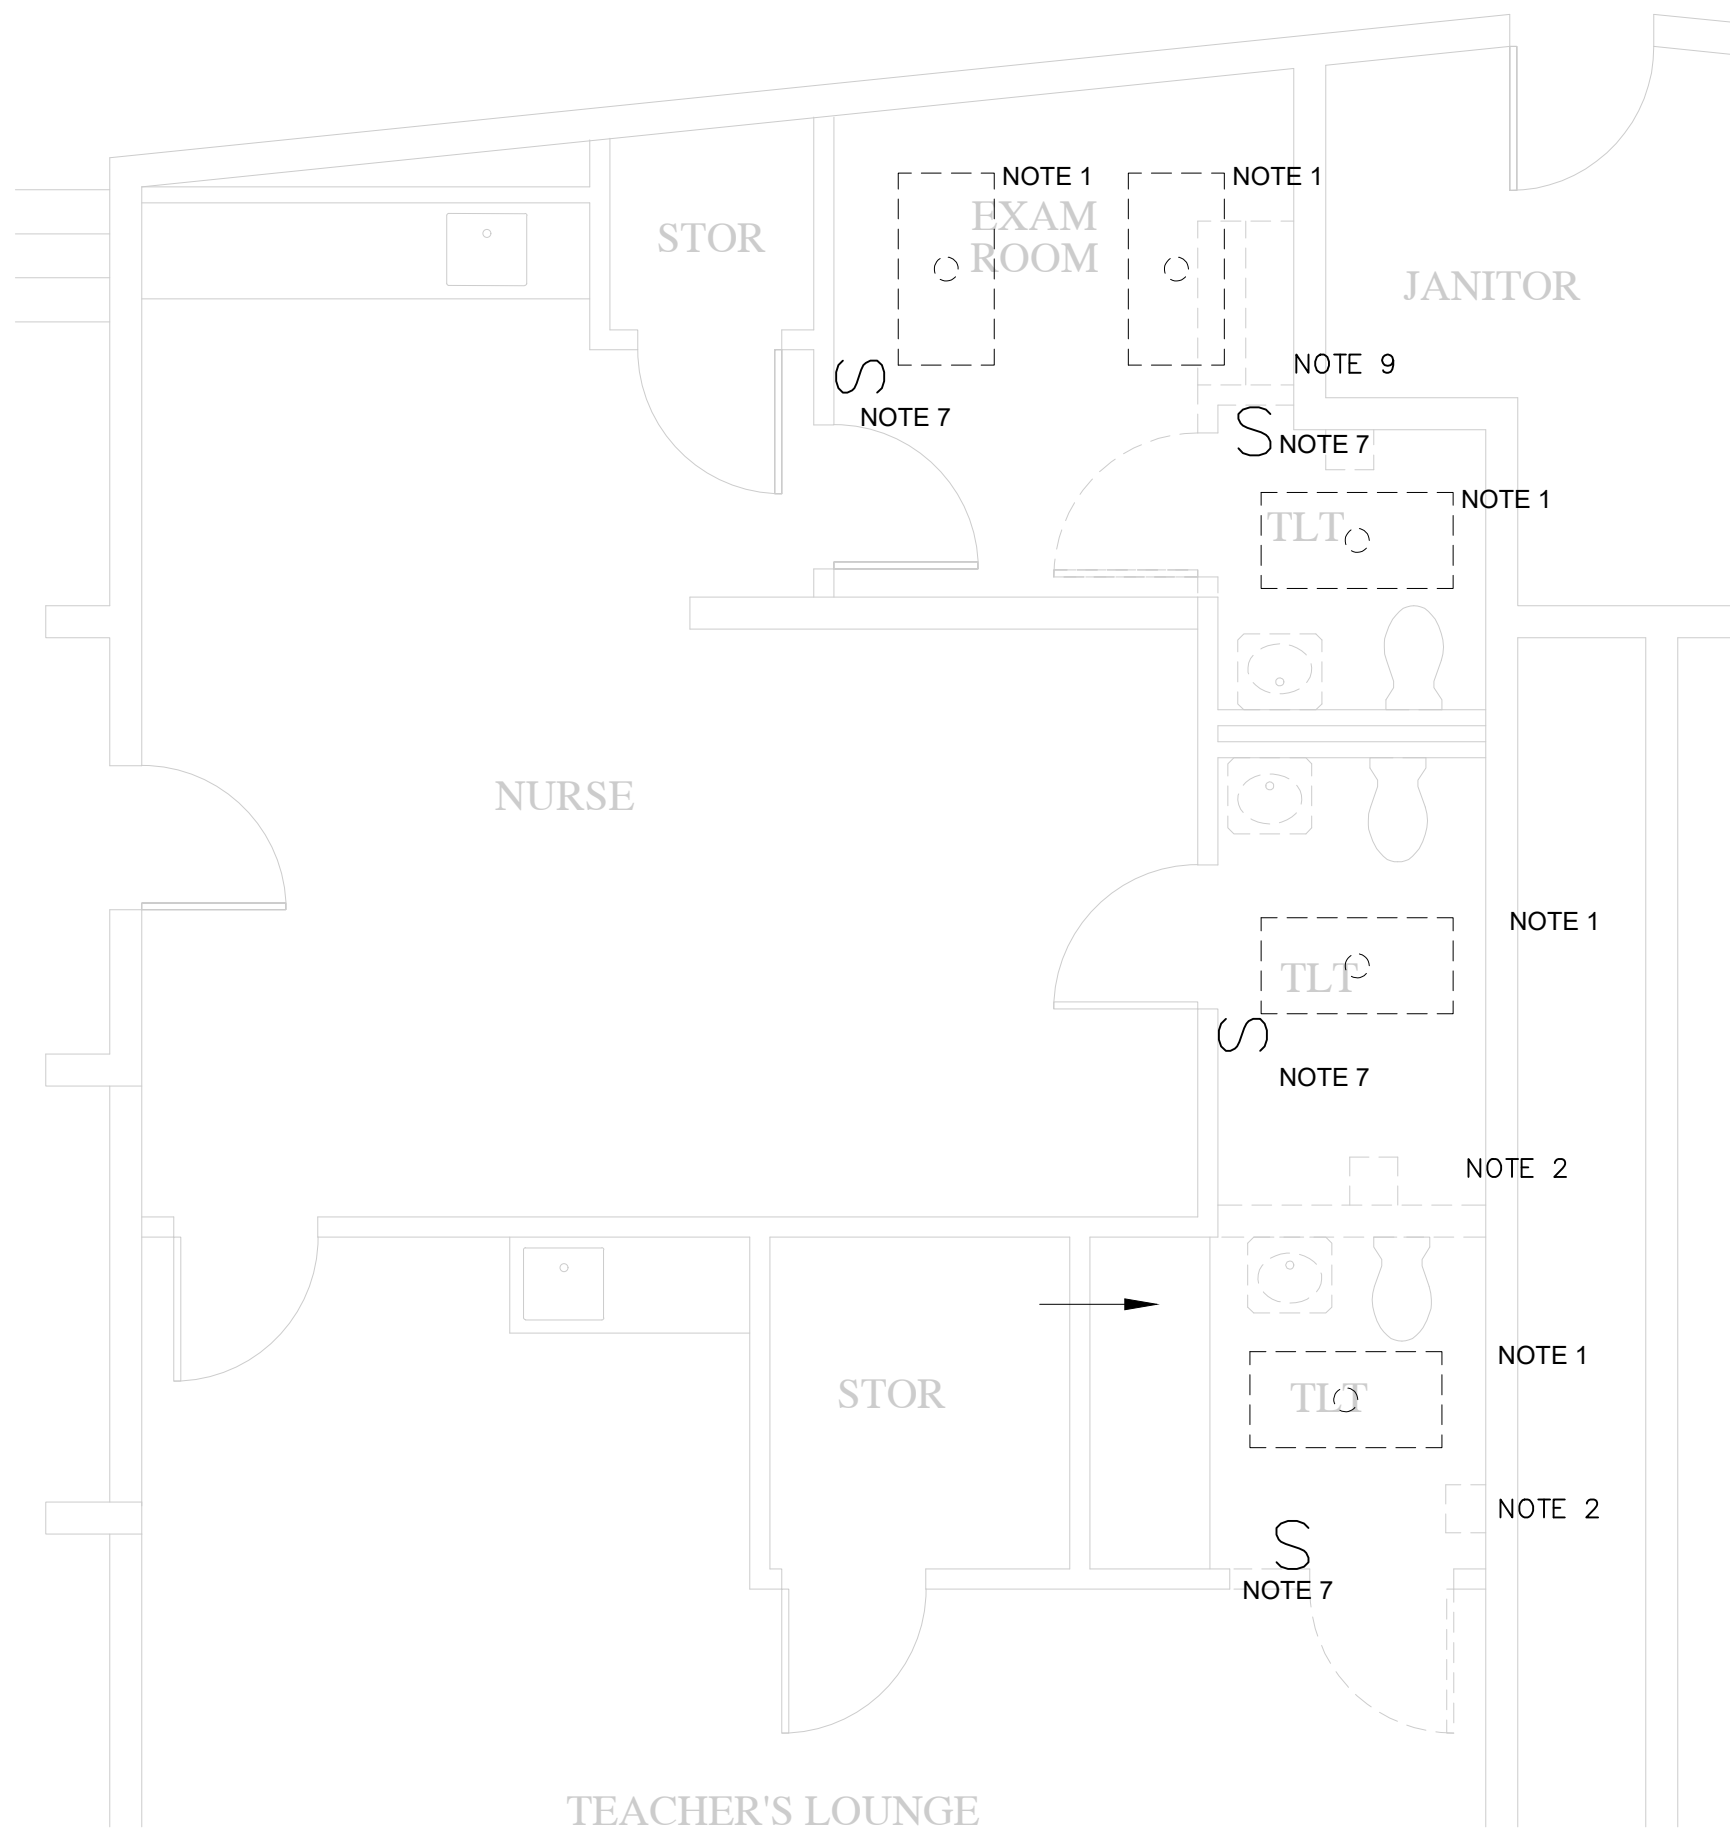 NOTE 1
NOTE 1
EXAM
ROOM
STOR
JANITOR
S
NOTE 9
NOTE 7
S
NOTE 7
NOTE 1
TLT
NURSE
NOTE 1
TLT
S
NOTE 7
NOTE 2
NOTE 1
STOR
TLT
NOTE 2
S
NOTE 7
TEACHER'S LOUNGE